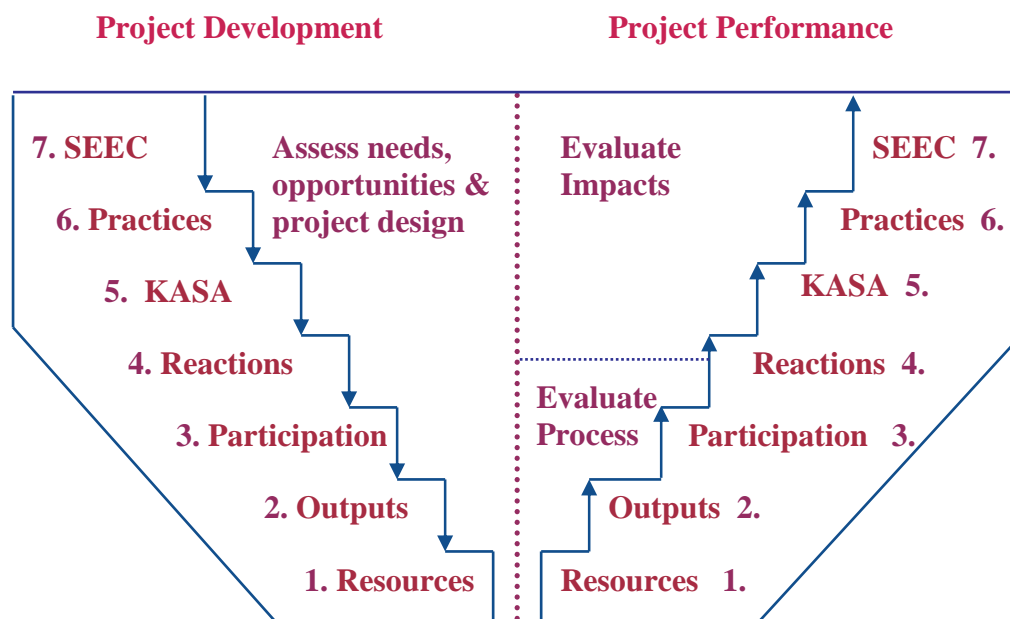 Project Development
Project Performance
7. SEEC
Assess needs,
opportunities &
project design
6. Practices
5. KASA
4. Reactions
3. Participation
2. Outputs
1. Resources
Evaluate
Impacts
SEEC 7.
Practices 6.
KASA 5.
Reactions 4.
Evaluate
Process
Participation 3.
Outputs 2.
Resources 1.